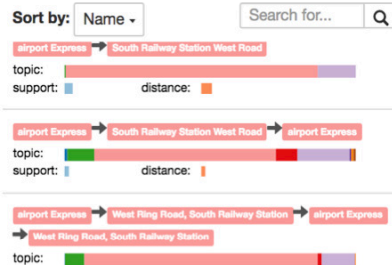 Sort by: Name Search for...
airport Express South Railway Station West Road
topic:
support: distance:
airport Express South Railway Station West Road airport Express
topic:
support: distance:
airport Express West Ring Road, South Railway Station airport Express
West Ring Road, South Railway Station
topic: